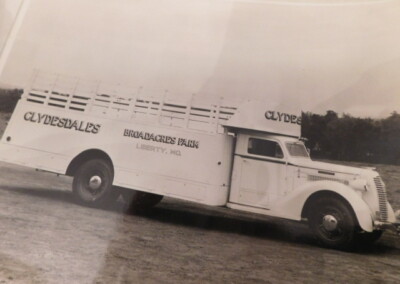 CLYDESDALES
BROADACRES FARM
LIBERTY, MO.
CLYDES